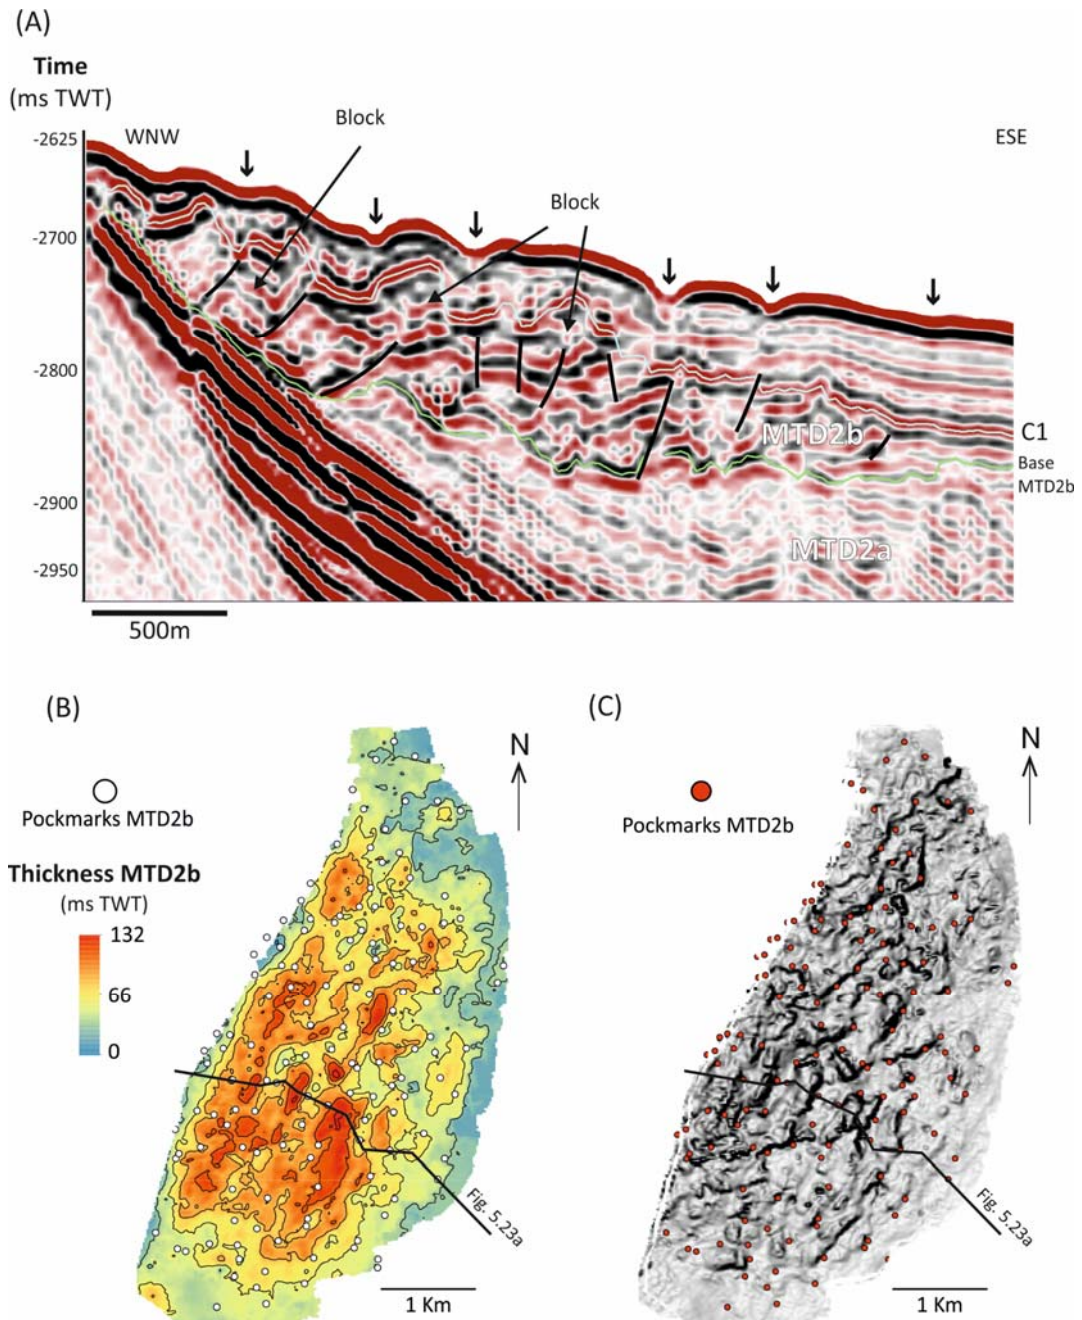 (A)
Time
(ms TWT)
-2625
WNW
Block
ESE
Block
-2700
-2800
C1
MTD2b
Base
MTD2b
-2900
MTD2a
-2950
500m
(B)
(C)
N
N
Pockmarks MTD2b
Pockmarks MTD2b
Thickness MTD2b
(ms TWT)
132
66
0
Fig. 5.23a
Fig. 5.23a
1 Km
1 Km